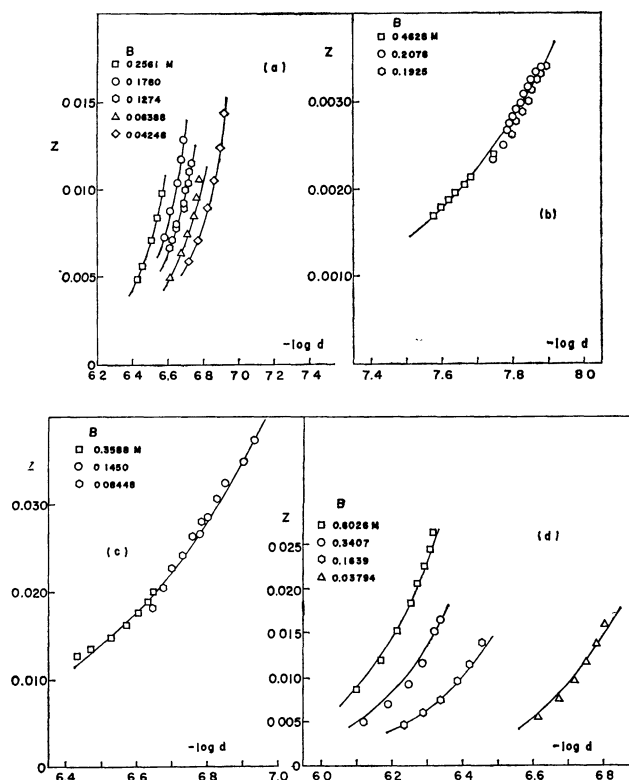 (a)
B
0.2561 M
0.1780
0.1274
0.06388
0.04248
Z
0.015
0.010
0.005
0
-log d
6.2 6.4 6.6 6.8 7.0 7.2 7.4
(b)
B
0.4626 M
0.2078
0.1925
Z
0.0030
0.0020
0.0010
0
-log d
7.4 7.6 7.8 8.0
(c)
B
0.3588 M
0.1450
0.08448
Z
0.030
0.020
0.010
0
-log d
6.4 6.6 6.8 7.0
(d)
B
0.6026 M
0.3407
0.1639
0.03794
Z
0.025
0.020
0.015
0.010
0.005
0
-log d
6.0 6.2 6.4 6.6 6.8